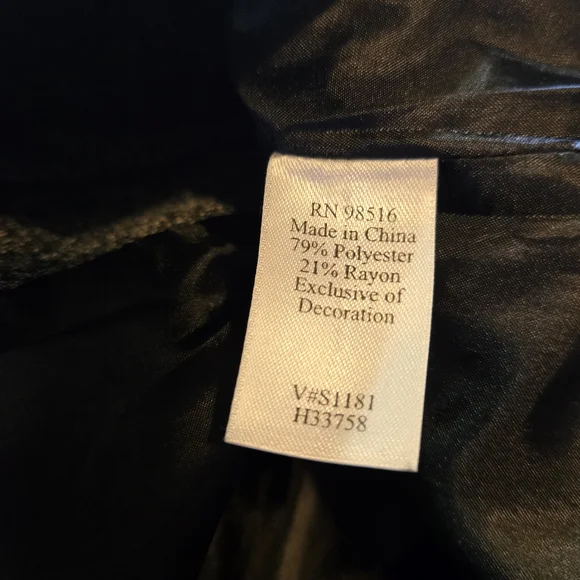 RN 98516
Made in China
79% Polyester
21% Rayon
Exclusive of
Decoration
V#S1181
H33758